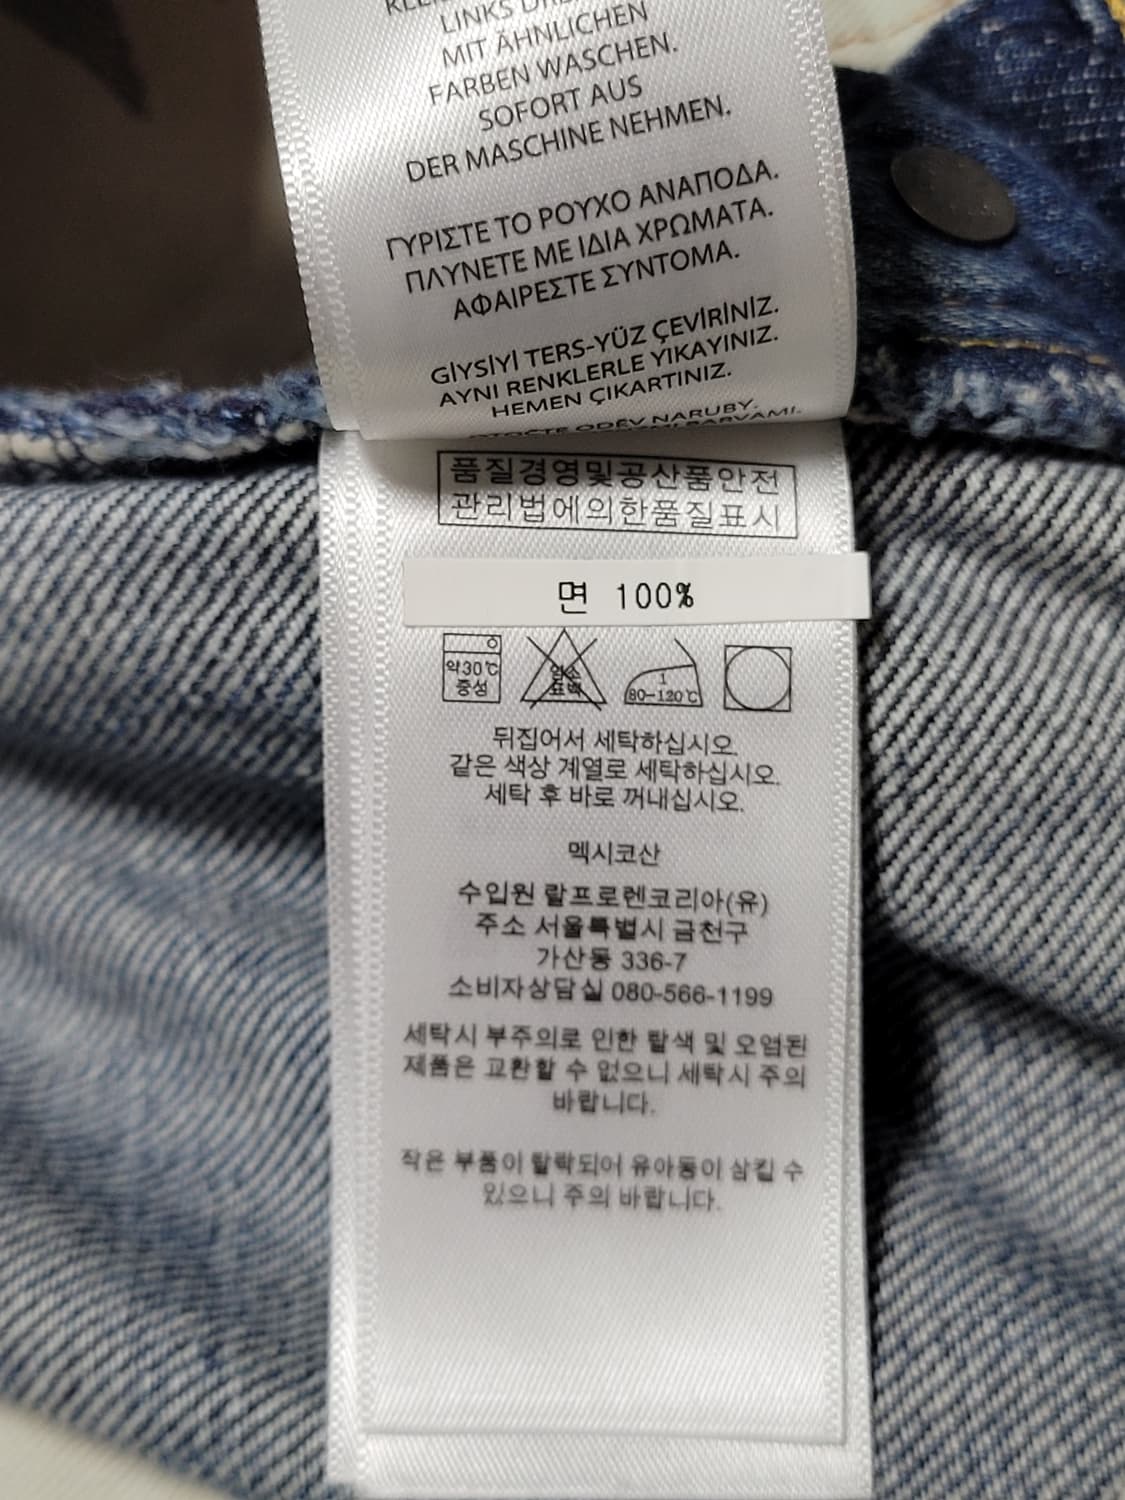 LINKS
MIT ÄHNLICHEN
FARBEN WASCHEN.
SOFORT AUS
DER MASCHINE NEHMEN.
ΓΥΡΙΣΤΕ ΤΟ ΡΟΥΧΟ ΑΝΑΠΟΔΑ.
ΠΛΥΝΕΤΕ ΜΕ ΙΔΙΑ ΧΡΩΜΑΤΑ.
ΑΦΑΙΡΕΣΤΕ ΣΥΝΤΟΜΑ.
GİYSİYİ TERS-YÜZ ÇEVİRİNİZ.
AYNI RENKLERLE YIKAYINIZ.
HEMEN ÇIKARTINIZ.
OTOČTE ODĚV NARUBY.
BARVAMI.
품질경영및공산품안전
관리법에의한품질표시
면 100%
약30℃
중성
염소
표백
1
80-120℃
뒤집어서 세탁하십시오.
같은 색상 계열로 세탁하십시오.
세탁 후 바로 꺼내십시오.
멕시코산
수입원 랄프로렌코리아(유)
주소 서울특별시 금천구
가산동 336-7
소비자상담실 080-566-1199
세탁시 부주의로 인한 탈색 및 오염된
제품은 교환할 수 없으니 세탁시 주의
바랍니다.
작은 부품이 탈락되어 유아동이 삼킬 수
있으니 주의 바랍니다.